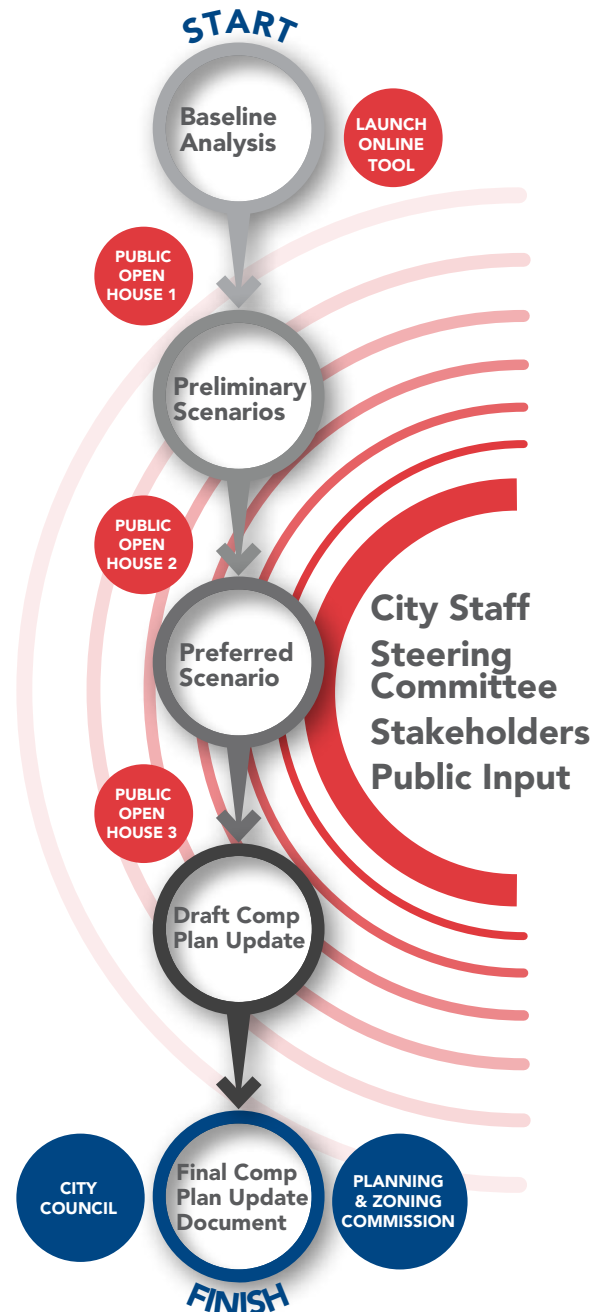 START
Baseline
Analysis
LAUNCH
ONLINE
TOOL
PUBLIC
OPEN
HOUSE 1
Preliminary
Scenarios
PUBLIC
OPEN
HOUSE 2
Preferred
Scenario
City Staff
Steering
Committee
Stakeholders
Public Input
PUBLIC
OPEN
HOUSE 3
Draft Comp
Plan Update
CITY
COUNCIL
Final Comp
Plan Update
Document
PLANNING
& ZONING
COMMISSION
FINISH